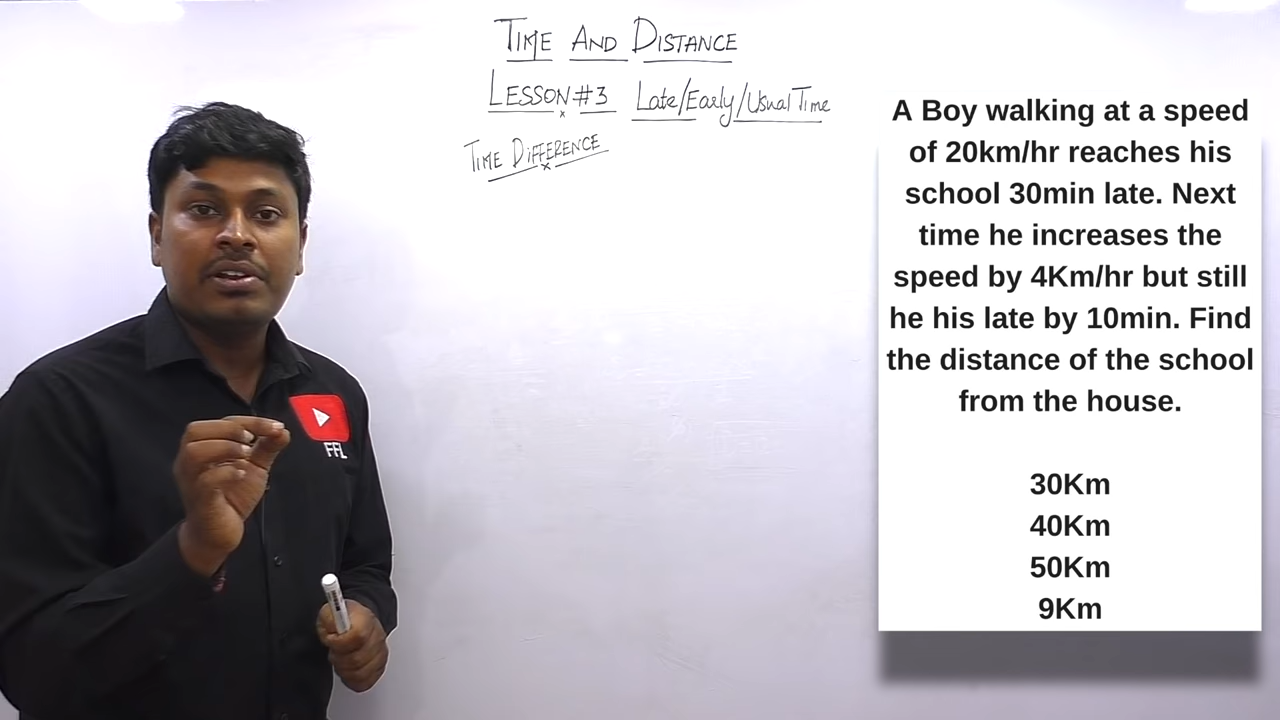 TIME AND DISTANCE
LESSON #3 Late/Early/Usual Time
TIME DIFFERENCE
A Boy walking at a speed
of 20km/hr reaches his
school 30min late. Next
time he increases the
speed by 4Km/hr but still
he his late by 10min. Find
the distance of the school
from the house.
30Km
40Km
50Km
9Km
FFL